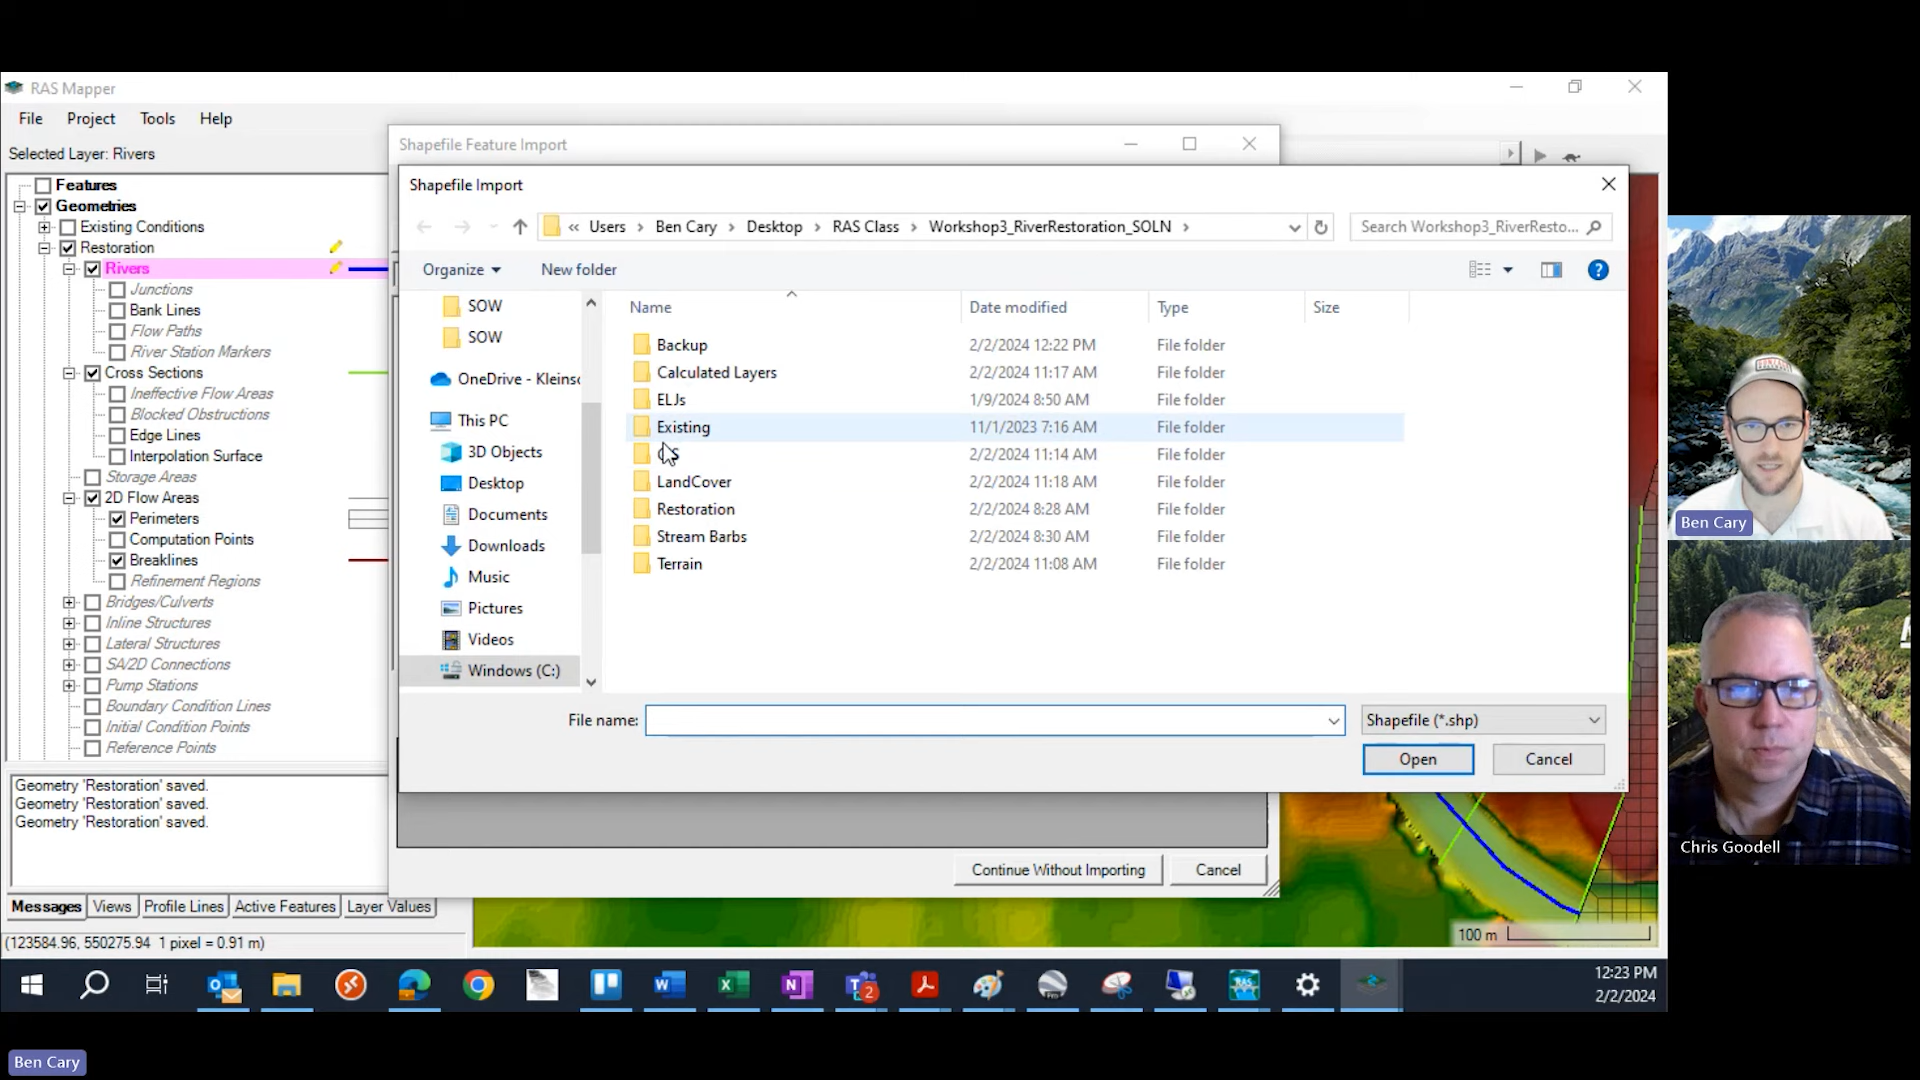 RAS Mapper
File Project Tools Help
Selected Layer: Rivers
Features
Geometries
Existing Conditions
Restoration
Rivers
Junctions
Bank Lines
Flow Paths
River Station Markers
Cross Sections
Ineffective Flow Areas
Blocked Obstructions
Edge Lines
Interpolation Surface
Storage Areas
2D Flow Areas
Perimeters
Computation Points
Breaklines
Refinement Regions
Bridges/Culverts
Inline Structures
Lateral Structures
SA/2D Connections
Pump Stations
Boundary Condition Lines
Initial Condition Points
Reference Points
Geometry 'Restoration' saved.
Geometry 'Restoration' saved.
Geometry 'Restoration' saved.
Messages Views Profile Lines Active Features Layer Values
(123584.96, 550275.94 1 pixel = 0.91 m)
Shapefile Feature Import
Shapefile Import
« Users › Ben Cary › Desktop › RAS Class › Workshop3_RiverRestoration_SOLN ›
Search Workshop3_RiverResto...
Organize New folder
SOW
SOW
OneDrive - Kleins
This PC
3D Objects
Desktop
Documents
Downloads
Music
Pictures
Videos
Windows (C:)
Name Date modified Type Size
Backup 2/2/2024 12:22 PM File folder
Calculated Layers 2/2/2024 11:17 AM File folder
ELJs 1/9/2024 8:50 AM File folder
Existing 11/1/2023 7:16 AM File folder
2/2/2024 11:14 AM File folder
LandCover 2/2/2024 11:18 AM File folder
Restoration 2/2/2024 8:28 AM File folder
Stream Barbs 2/2/2024 8:30 AM File folder
Terrain 2/2/2024 11:08 AM File folder
File name: Shapefile (*.shp)
Open Cancel
Continue Without Importing Cancel
100 m
12:23 PM
2/2/2024
Ben Cary
Chris Goodell
Ben Cary